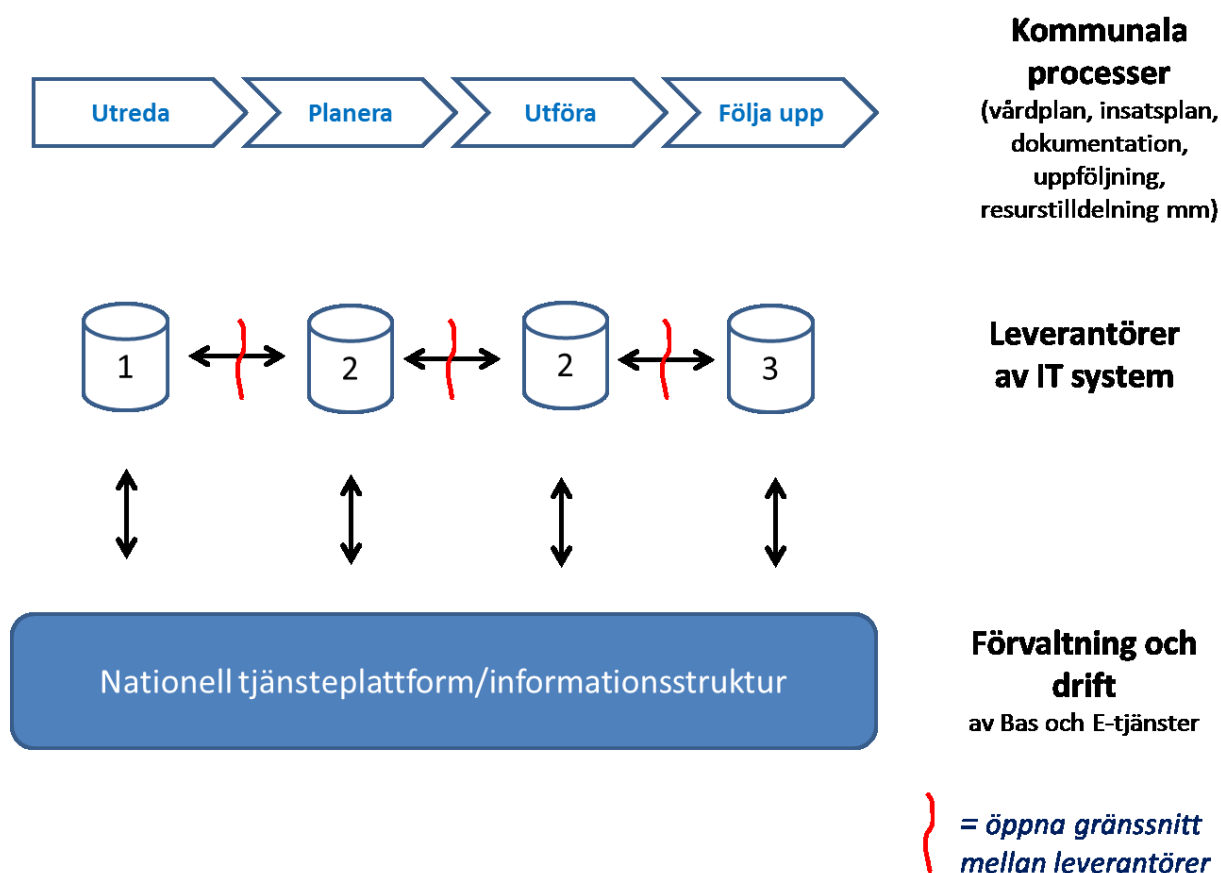 Kommunala
processer
(vårdplan, insatsplan,
dokumentation,
uppföljning,
resurstilldelning mm)
Utreda
Planera
Utföra
Följa upp
1
2
2
3
Leverantörer
av IT system
Nationell tjänsteplattform/informationsstruktur
Förvaltning och
drift
av Bas och E-tjänster
= öppna gränssnitt
mellan leverantörer